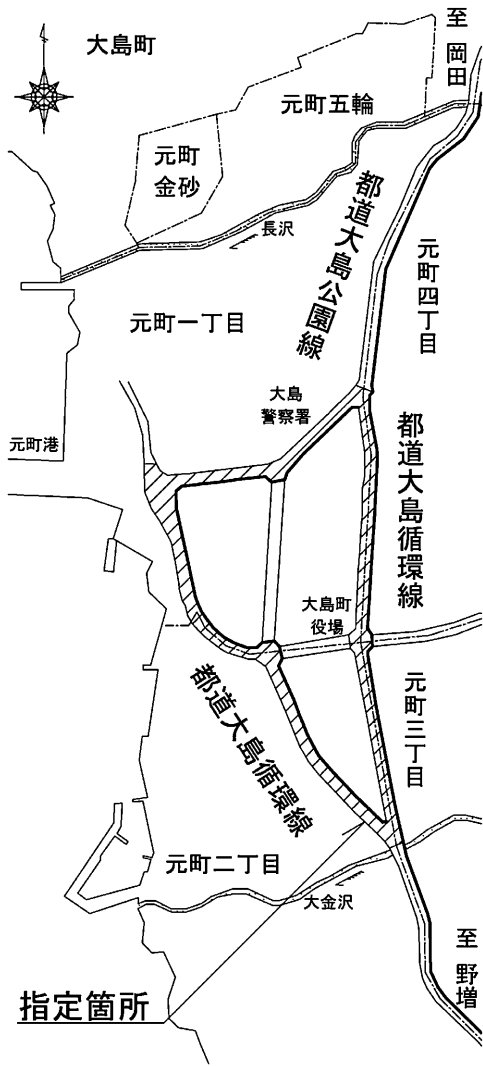 大島町
至 岡田
元町五輪
元町
金砂
長沢
都道大島公園線
元町四丁目
元町一丁目
大島
警察署
元町港
都道大島循環線
大島町
役場
都道大島循環線
元町三丁目
元町二丁目
大金沢
至 野増
指定箇所